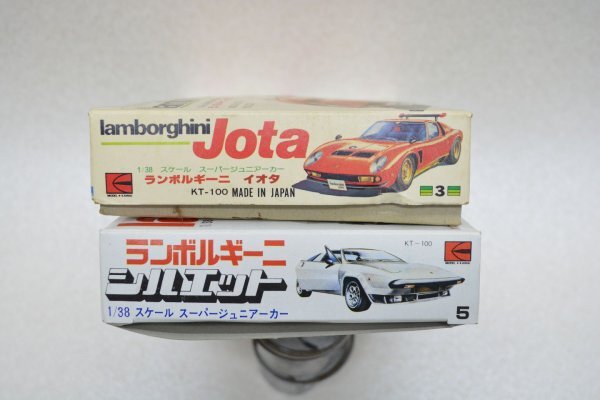 lamborghini
Jota
1/38 スケール スーパージュニアーカー
ランボルギーニ イオタ
KT-100 MADE IN JAPAN
3
ランボルギーニ
シルエット
KT-100
1/38 スケール スーパージュニアーカー
5